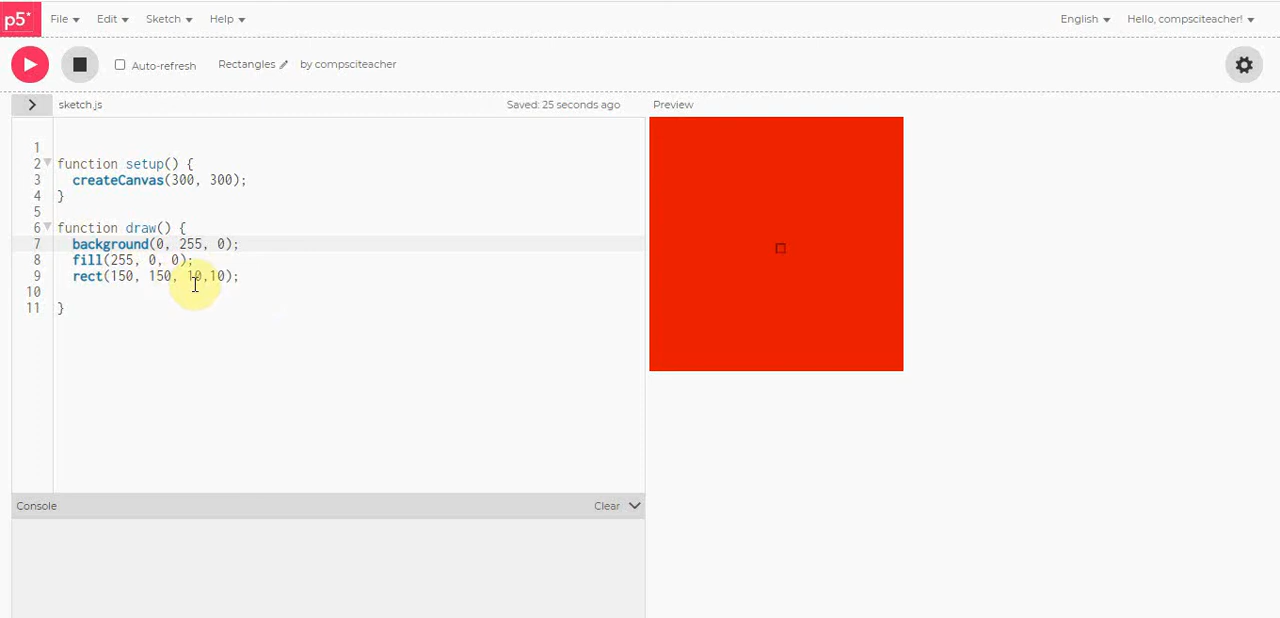 p5* File Edit Sketch Help English Hello, compsciteacher!
Auto-refresh Rectangles by compsciteacher
> sketch.js Saved: 25 seconds ago Preview
1
2 function setup() {
3 createCanvas(300, 300);
4 }
5
6 function draw() {
7 background(0, 255, 0);
8 fill(255, 0, 0);
9 rect(150, 150, 10,10);
10
11 }
Console Clear